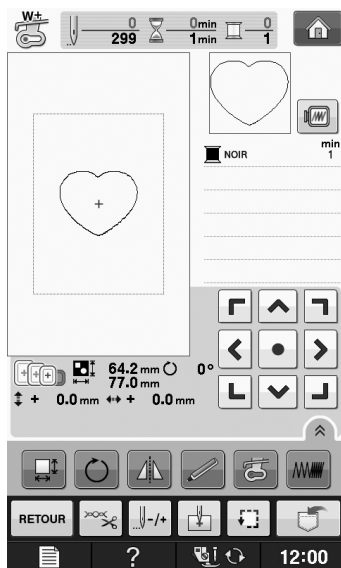 W+
0 0min 0
299 1min 1
min
NOIR 1
64.2 mm 0°
77.0 mm
+ 0.0 mm + 0.0 mm
RETOUR -/+
? 12:00